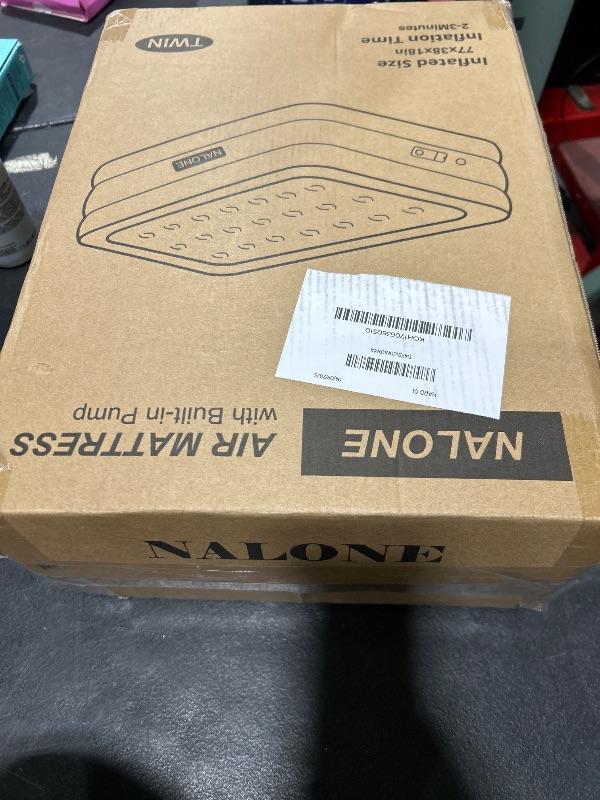 NALONE
AIR MATTRESS
with Built-in Pump
NALONE
Inflated Size
77x38x18in
Inflation Time
2-3Minutes
TWIN
NALONE